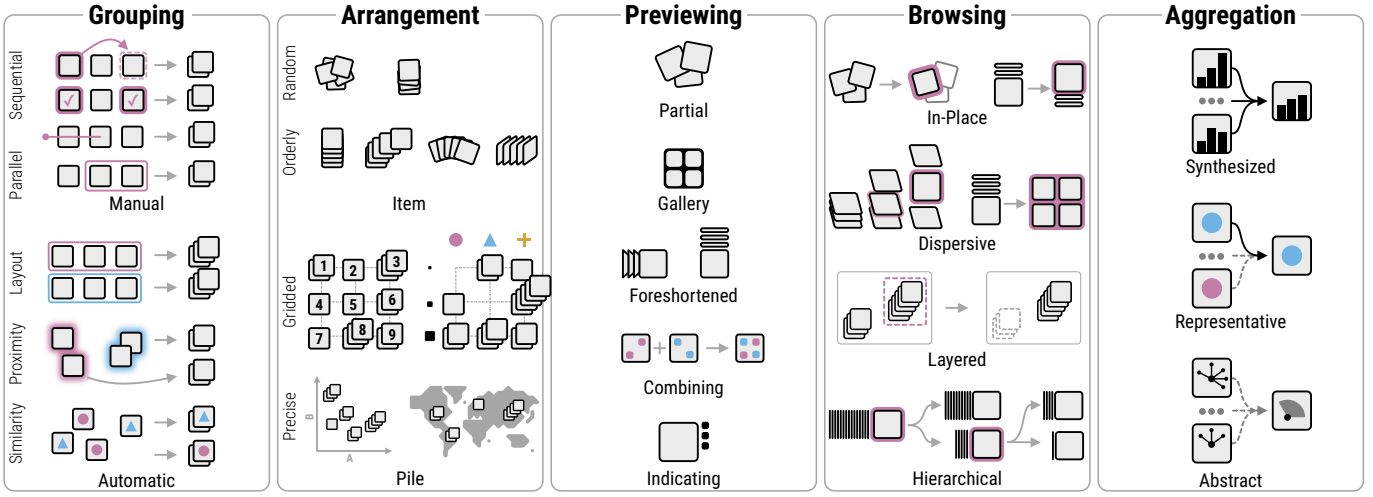 Grouping
Sequential
Parallel
Manual
Layout
Proximity
Similarity
Automatic
Arrangement
Random
Orderly
Item
Gridded
1
2
3
4
5
6
7
8
9
Precise
B
A
Pile
Previewing
Partial
Gallery
Foreshortened
Combining
Indicating
Browsing
In-Place
Dispersive
Layered
Hierarchical
Aggregation
Synthesized
Representative
Abstract